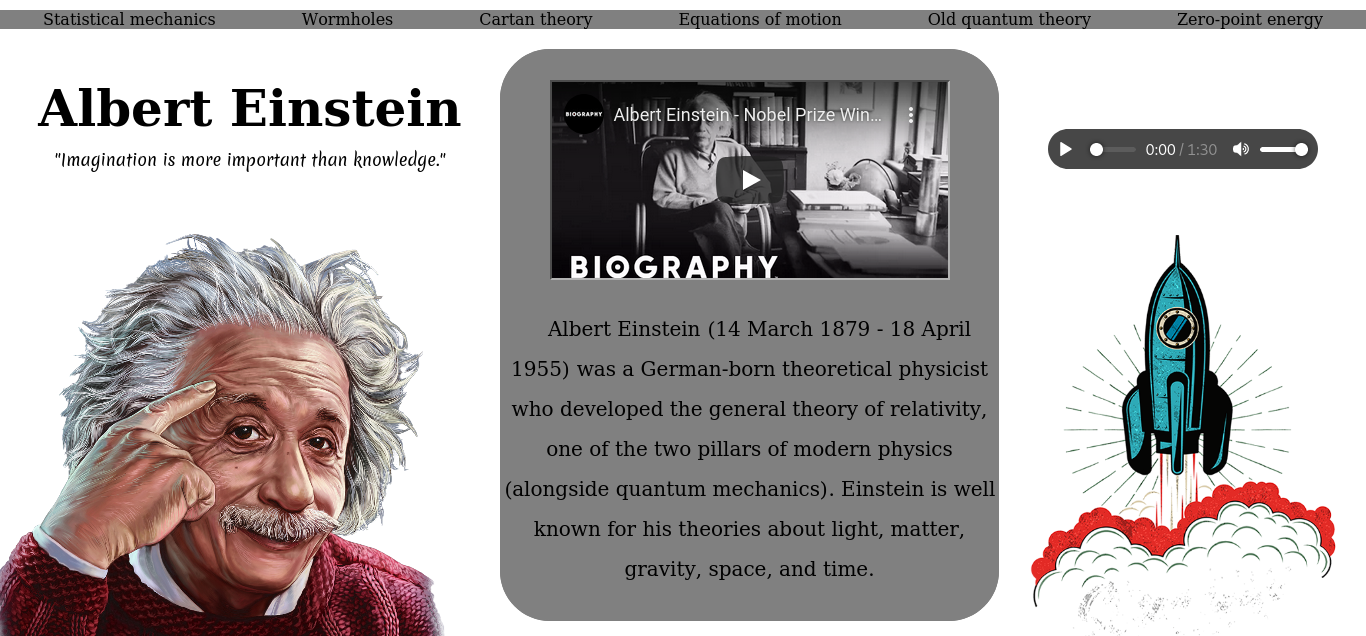 Statistical mechanics Wormholes Cartan theory Equations of motion Old quantum theory Zero-point energy
Albert Einstein
"Imagination is more important than knowledge."
BIOGRAPHY
Albert Einstein - Nobel Prize Win...
BIOGRAPHY
Albert Einstein (14 March 1879 - 18 April
1955) was a German-born theoretical physicist
who developed the general theory of relativity,
one of the two pillars of modern physics
(alongside quantum mechanics). Einstein is well
known for his theories about light, matter,
gravity, space, and time.
0:00 / 1:30